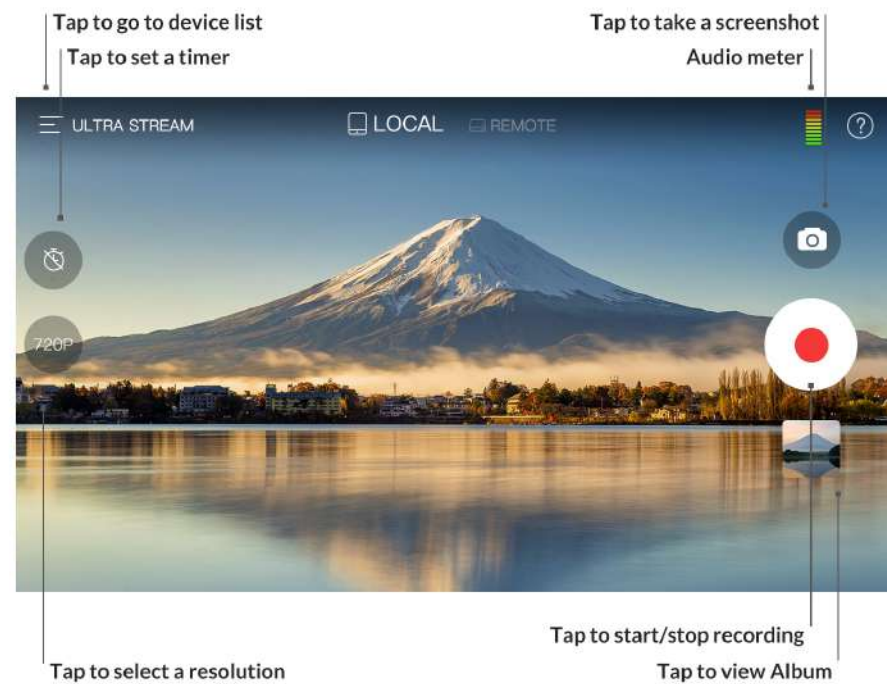 Tap to go to device list
Tap to take a screenshot
Tap to set a timer
Audio meter
ULTRA STREAM
LOCAL
REMOTE
?
720P
Tap to start/stop recording
Tap to select a resolution
Tap to view Album